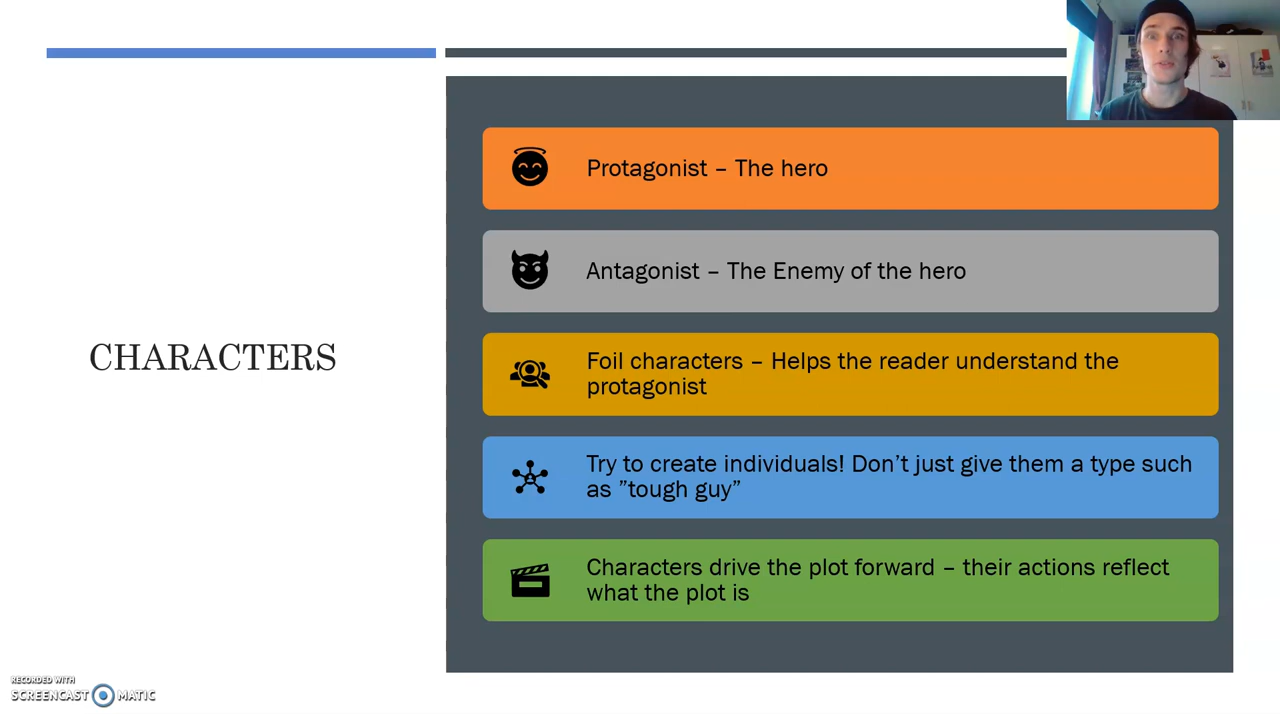 CHARACTERS
Protagonist – The hero
Antagonist – The Enemy of the hero
Foil characters – Helps the reader understand the
protagonist
Try to create individuals! Don’t just give them a type such
as ”tough guy”
Characters drive the plot forward – their actions reflect
what the plot is
RECORDED WITH
SCREENCAST MATIC